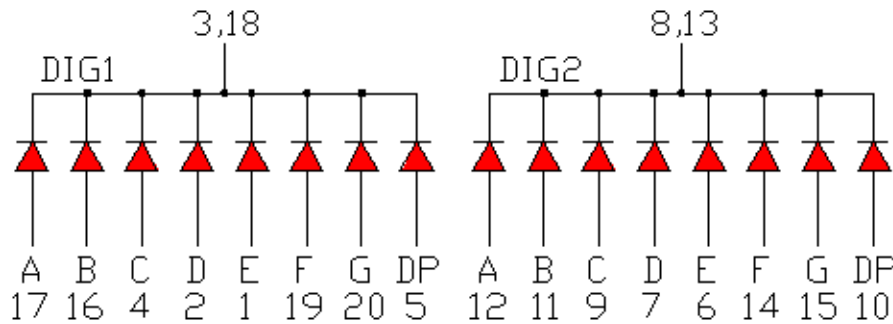 3,18 8,13
DIG1 DIG2
A B C D E F G DP A B C D E F G DP
17 16 4 2 1 19 20 5 12 11 9 7 6 14 15 10